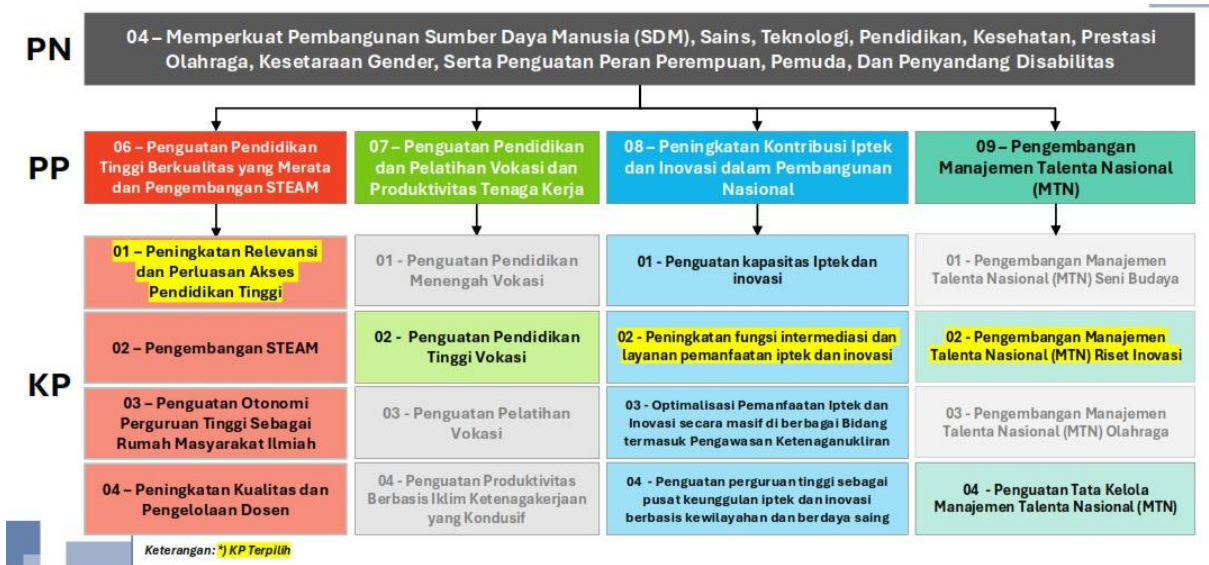 PN
04 – Memperkuat Pembangunan Sumber Daya Manusia (SDM), Sains, Teknologi, Pendidikan, Kesehatan, Prestasi
Olahraga, Kesetaraan Gender, Serta Penguatan Peran Perempuan, Pemuda, Dan Penyandang Disabilitas
PP
06 – Penguatan Pendidikan
Tinggi Berkualitas yang Merata
dan Pengembangan STEAM
07 – Penguatan Pendidikan
dan Pelatihan Vokasi dan
Produktivitas Tenaga Kerja
08 – Peningkatan Kontribusi Iptek
dan Inovasi dalam Pembangunan
Nasional
09 – Pengembangan
Manajemen Talenta Nasional
(MTN)
KP
01 – Peningkatan Relevansi
dan Perluasan Akses
Pendidikan Tinggi
01 - Penguatan Pendidikan
Menengah Vokasi
01 - Penguatan kapasitas Iptek dan
inovasi
01 - Pengembangan Manajemen
Talenta Nasional (MTN) Seni Budaya
02 – Pengembangan STEAM
02 - Penguatan Pendidikan
Tinggi Vokasi
02 - Peningkatan fungsi intermediasi dan
layanan pemanfaatan iptek dan inovasi
02 - Pengembangan Manajemen
Talenta Nasional (MTN) Riset Inovasi
03 – Penguatan Otonomi
Perguruan Tinggi Sebagai
Rumah Masyarakat Ilmiah
03 - Penguatan Pelatihan
Vokasi
03 - Optimalisasi Pemanfaatan Iptek dan
Inovasi secara masif di berbagai Bidang
termasuk Pengawasan Ketenaganukliran
03 - Pengembangan Manajemen
Talenta Nasional (MTN) Olahraga
04 – Peningkatan Kualitas dan
Pengelolaan Dosen
04 - Penguatan Produktivitas
Berbasis Iklim Ketenagakerjaan
yang Kondusif
04 - Penguatan perguruan tinggi sebagai
pusat keunggulan iptek dan inovasi
berbasis kewilayahan dan berdaya saing
04 - Penguatan Tata Kelola
Manajemen Talenta Nasional (MTN)
Keterangan: *) KP Terpilih